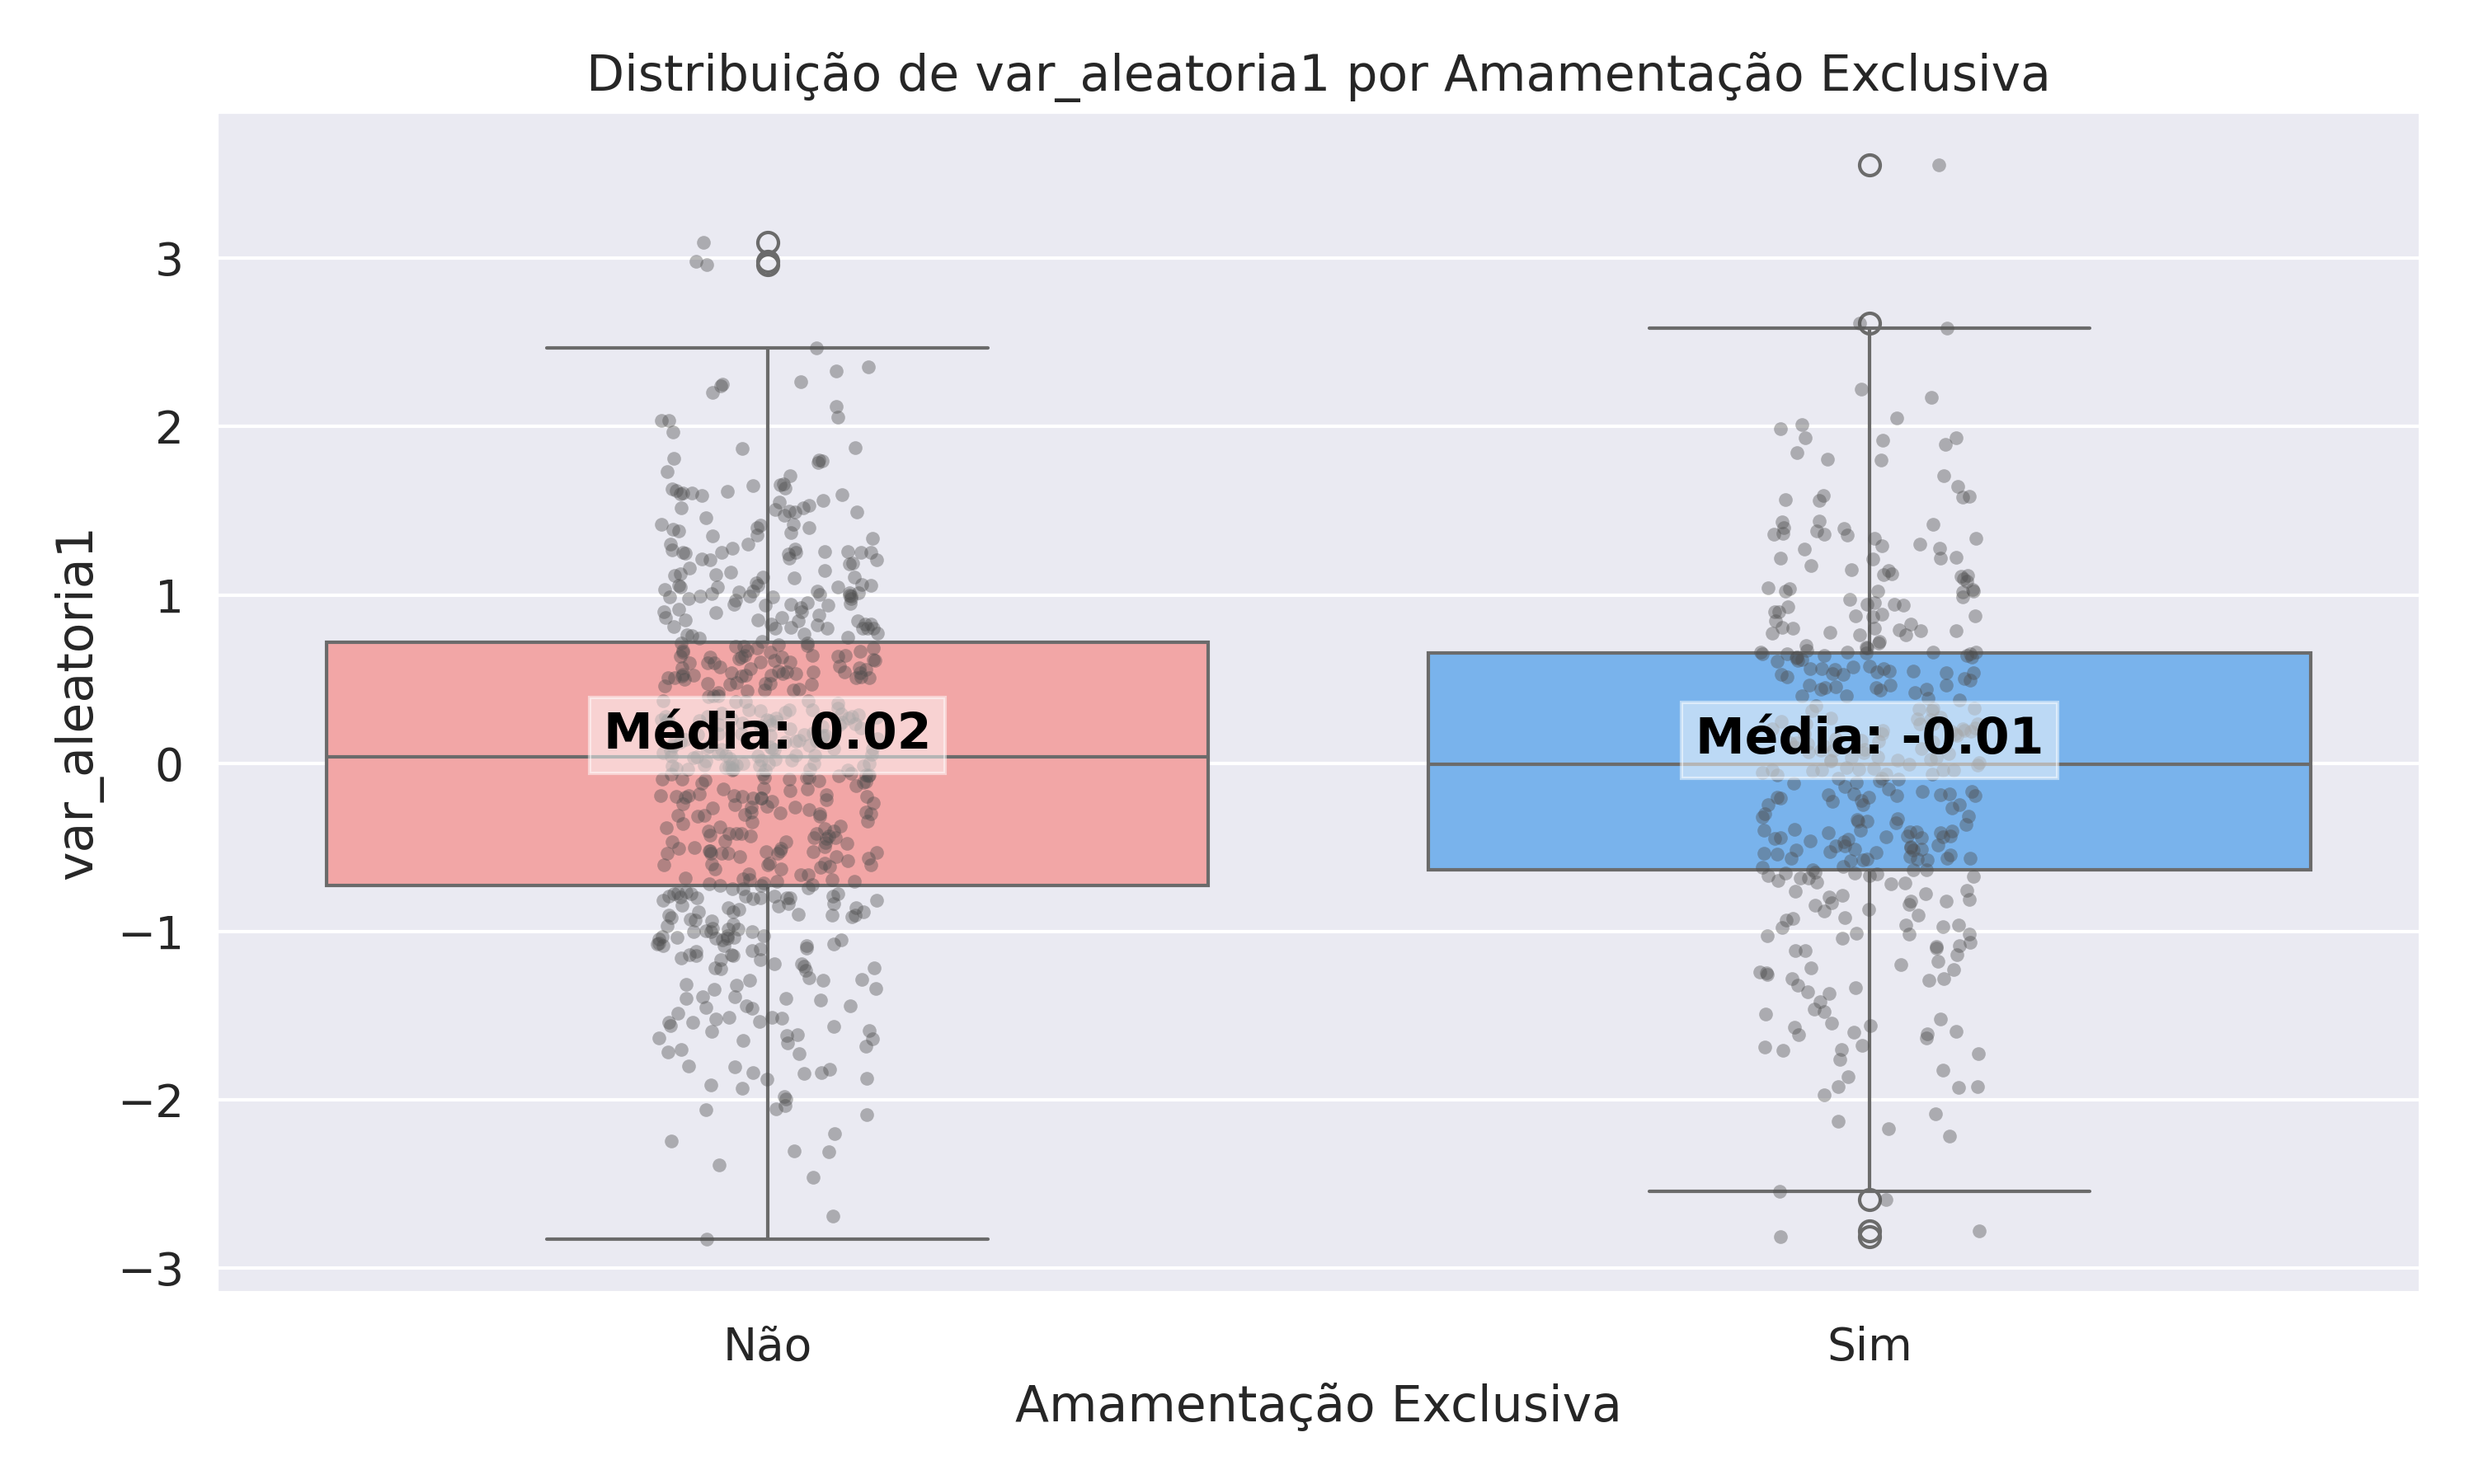 Distribuição de var_aleatoria1 por Amamentação Exclusiva
var_aleatoria1
3
2
1
0
−1
−2
−3
Média: 0.02
Média: -0.01
Não
Sim
Amamentação Exclusiva